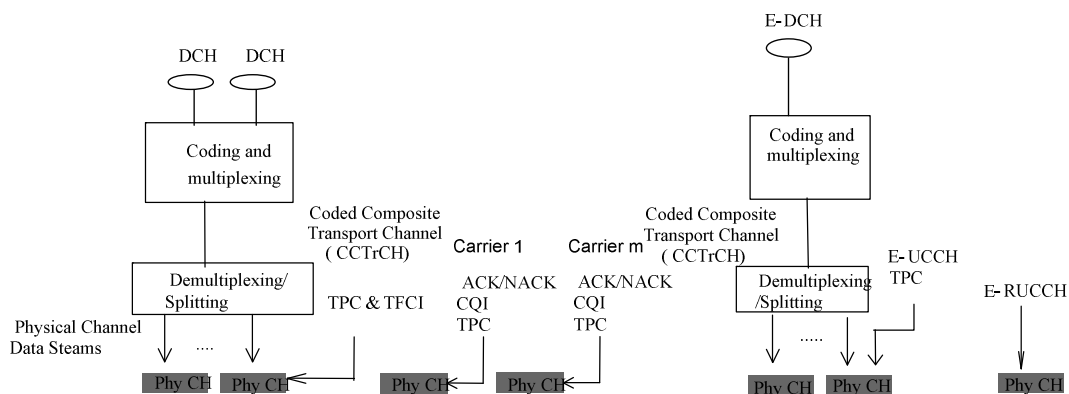 E-DCH
DCH
DCH
Coding and
multiplexing
Coding and
multiplexing
Coded Composite
Transport Channel
( CCTrCH)
Carrier 1
Carrier m
Coded Composite
Transport Channel
( CCTrCH)
Demultiplexing/
Splitting
ACK/NACK
CQI
TPC
ACK/NACK
CQI
TPC
Demultiplexing
/Splitting
E-UCCH
TPC
E-RUCCH
TPC & TFCI
Physical Channel
Data Steams
....
.....
Phy CH
Phy CH
Phy CH
Phy CH
Phy CH
Phy CH
Phy CH